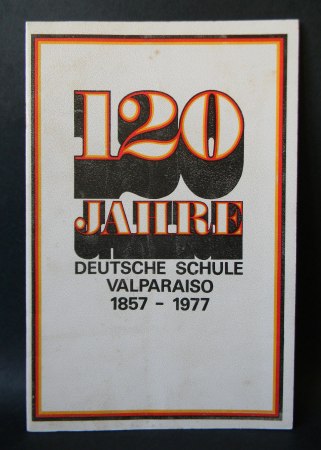 120
JAHRE
DEUTSCHE SCHULE
VALPARAISO
1857 - 1977